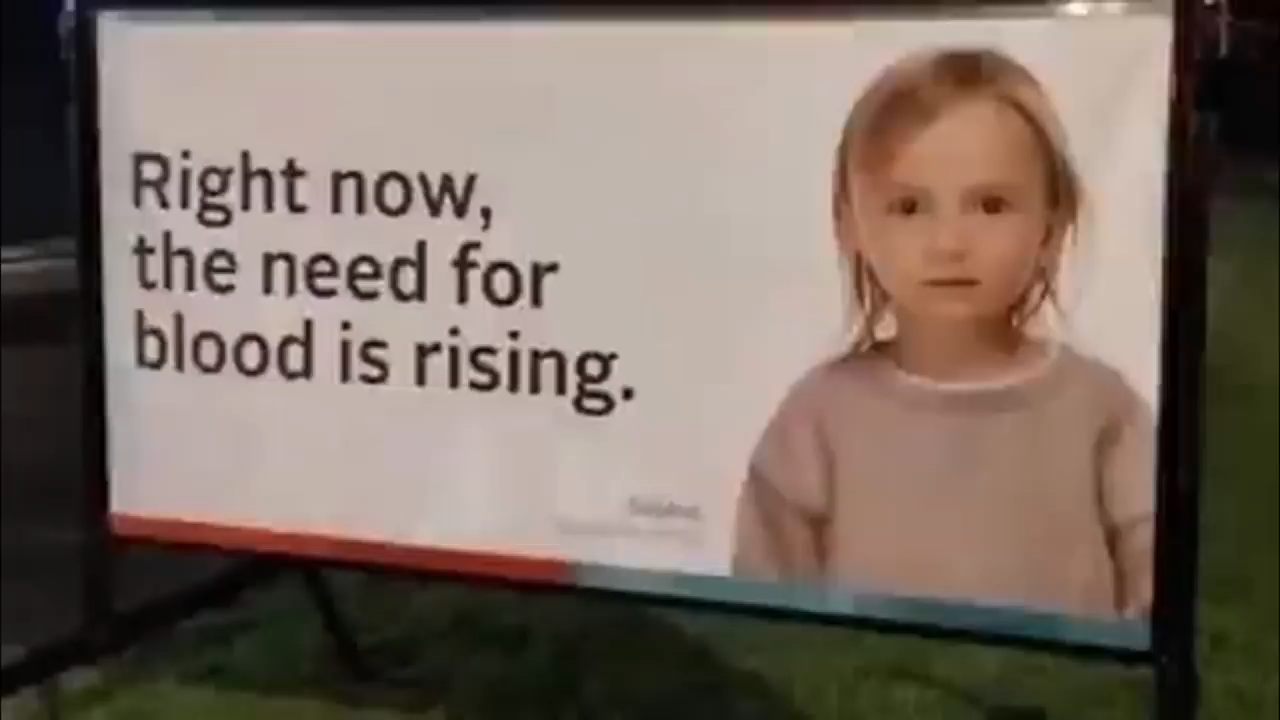 Right now,
the need for
blood is rising.